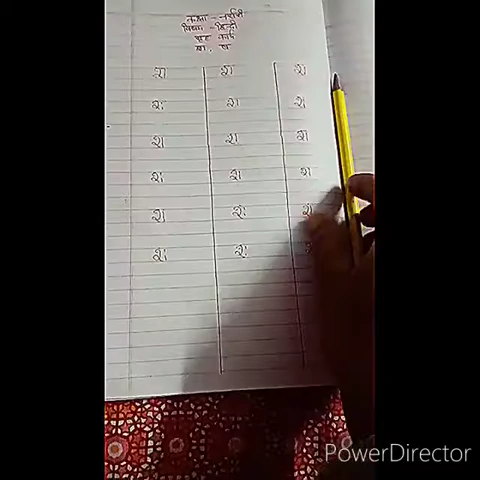 कक्षा - नर्सरी
विषय - हिन्दी
गृह कार्य
श श श
श श श
श श श
श श श
श श श
श श
PowerDirector